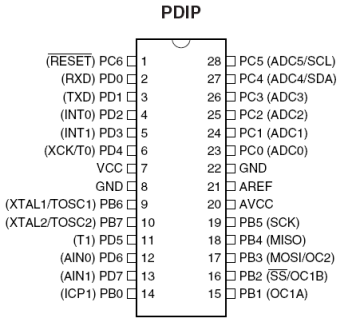 PDIP
(RESET) PC6 1 28 PC5 (ADC5/SCL)
(RXD) PD0 2 27 PC4 (ADC4/SDA)
(TXD) PD1 3 26 PC3 (ADC3)
(INT0) PD2 4 25 PC2 (ADC2)
(INT1) PD3 5 24 PC1 (ADC1)
(XCK/T0) PD4 6 23 PC0 (ADC0)
VCC 7 22 GND
GND 8 21 AREF
(XTAL1/TOSC1) PB6 9 20 AVCC
(XTAL2/TOSC2) PB7 10 19 PB5 (SCK)
(T1) PD5 11 18 PB4 (MISO)
(AIN0) PD6 12 17 PB3 (MOSI/OC2)
(AIN1) PD7 13 16 PB2 (SS/OC1B)
(ICP1) PB0 14 15 PB1 (OC1A)